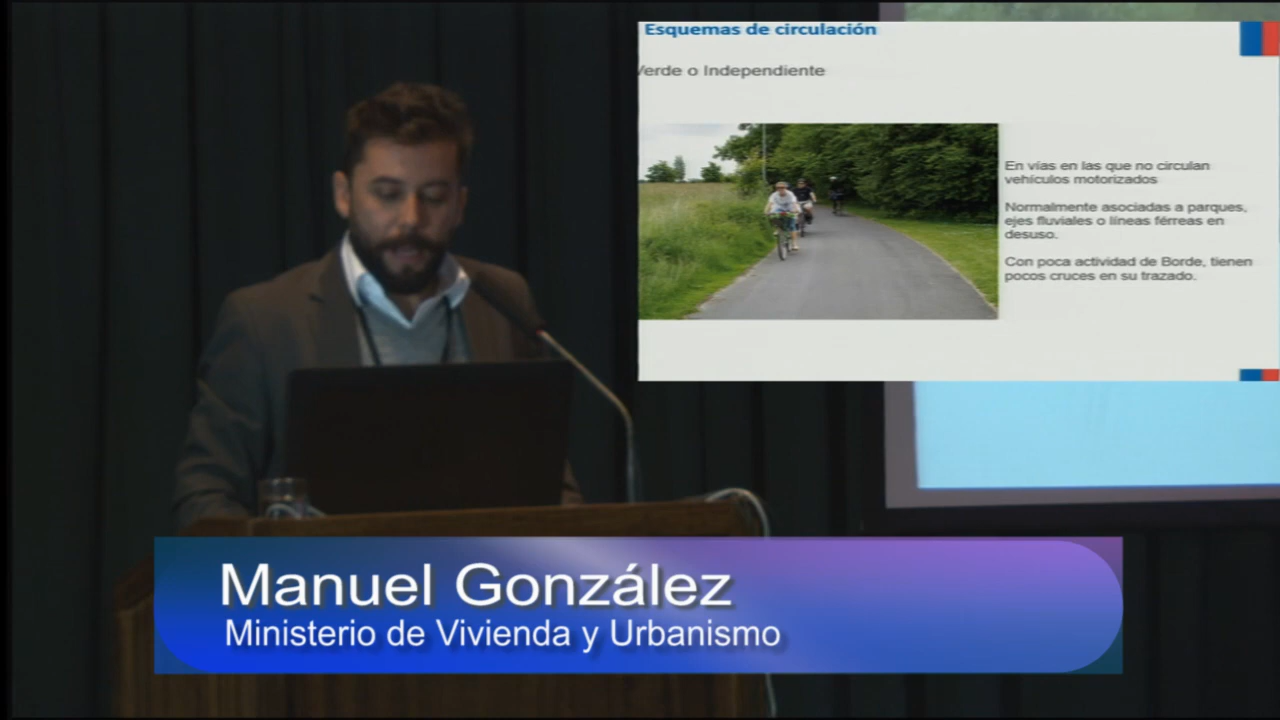 Esquemas de circulación
Verde o Independiente
En vías en las que no circulan
vehículos motorizados
Normalmente asociadas a parques,
ejes fluviales o líneas férreas en
desuso.
Con poca actividad de Borde, tienen
pocos cruces en su trazado.
Manuel González
Ministerio de Vivienda y Urbanismo